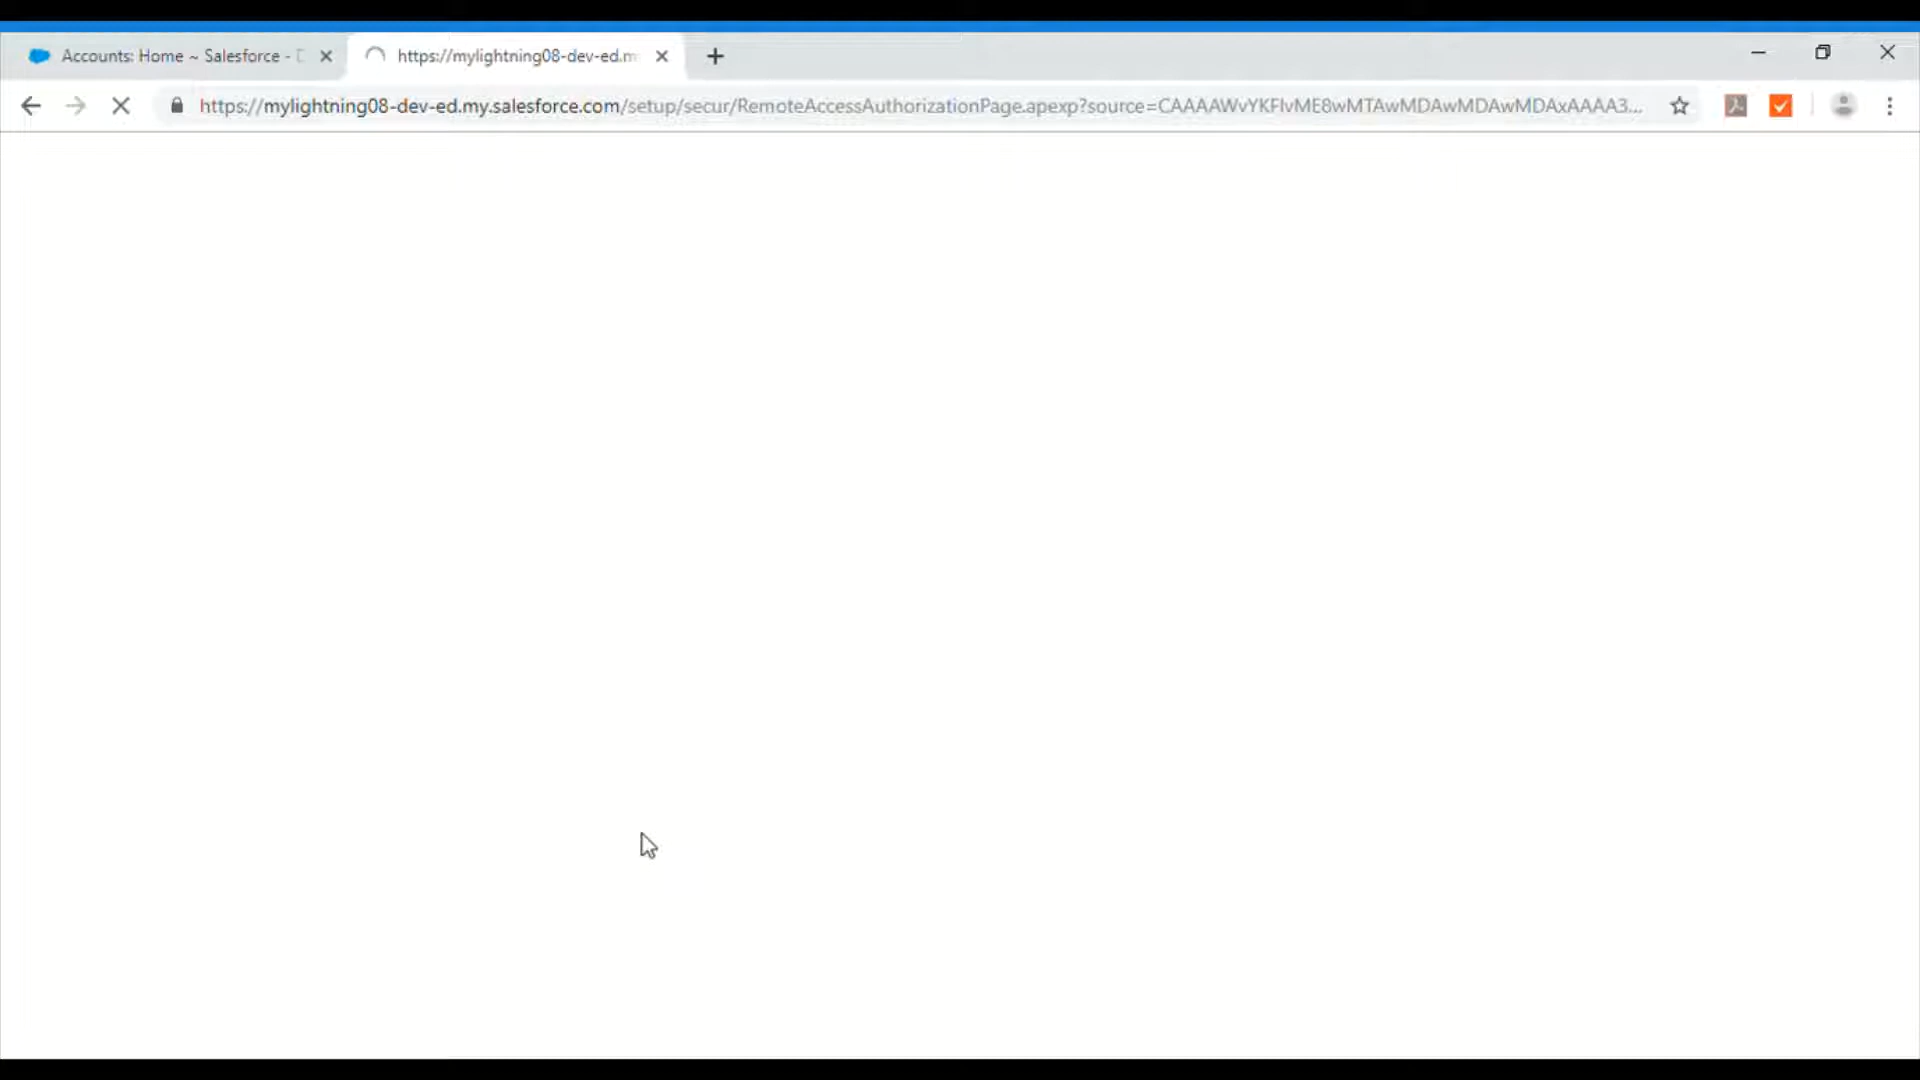 Accounts: Home ~ Salesforce -
https://mylightning08-dev-ed.m
https://mylightning08-dev-ed.my.salesforce.com/setup/secur/RemoteAccessAuthorizationPage.apexp?source=CAAAAWvYKFlvME8wMTAwMDAwMDAwMDAxAAAA3...